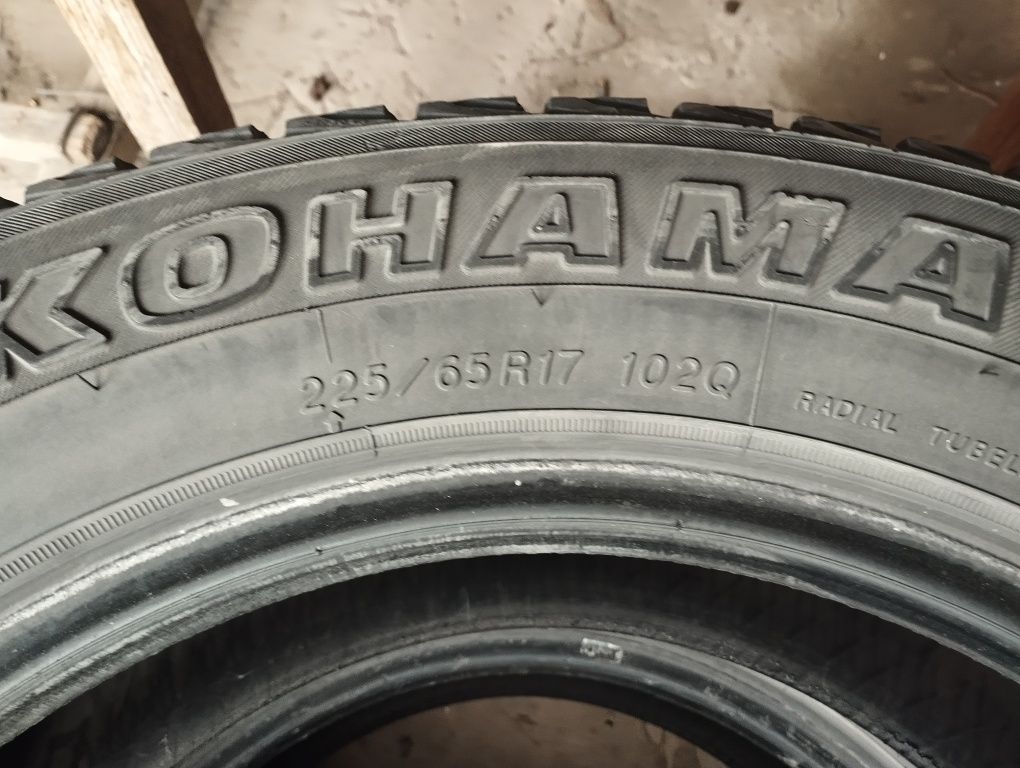 KOHAMA
225/65R17 102Q
RADIAL TUBEL